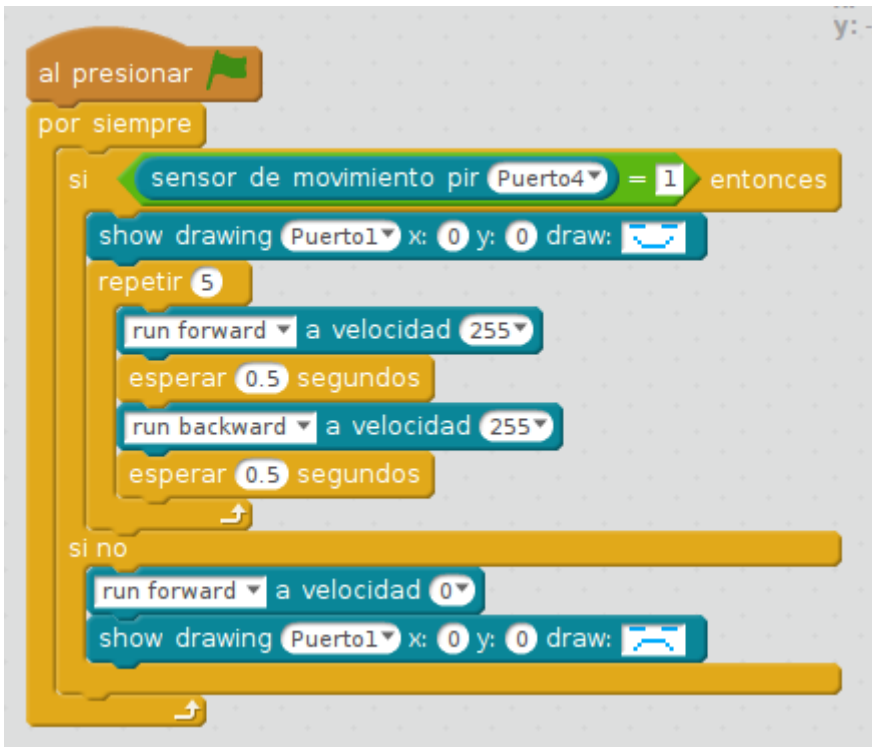 y: -
al presionar
por siempre
si sensor de movimiento pir Puerto4 = 1 entonces
show drawing Puerto1 x: 0 y: 0 draw:
repetir 5
run forward a velocidad 255
esperar 0.5 segundos
run backward a velocidad 255
esperar 0.5 segundos
si no
run forward a velocidad 0
show drawing Puerto1 x: 0 y: 0 draw: